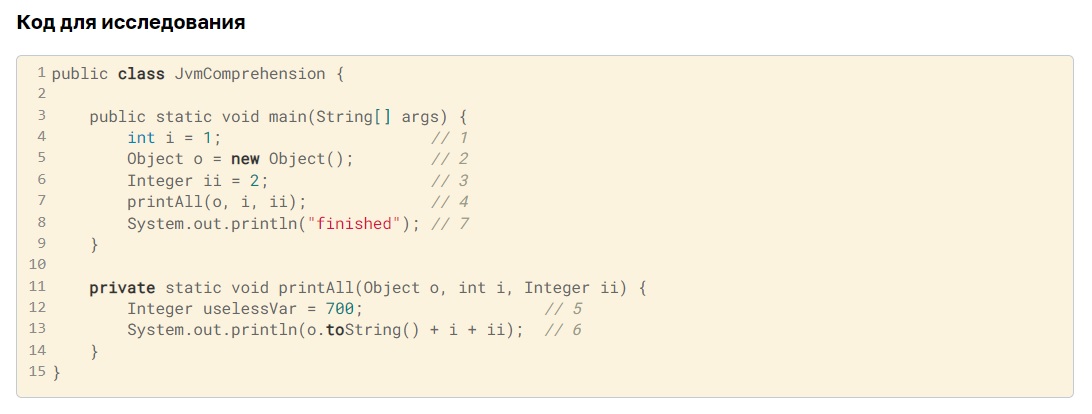 Код для исследования
1 public class JvmComprehension {
2
3     public static void main(String[] args) {
4         int i = 1;                      // 1
5         Object o = new Object();        // 2
6         Integer ii = 2;                 // 3
7         printAll(o, i, ii);             // 4
8         System.out.println("finished"); // 7
9     }
10
11     private static void printAll(Object o, int i, Integer ii) {
12         Integer uselessVar = 700;                   // 5
13         System.out.println(o.toString() + i + ii);  // 6
14     }
15 }